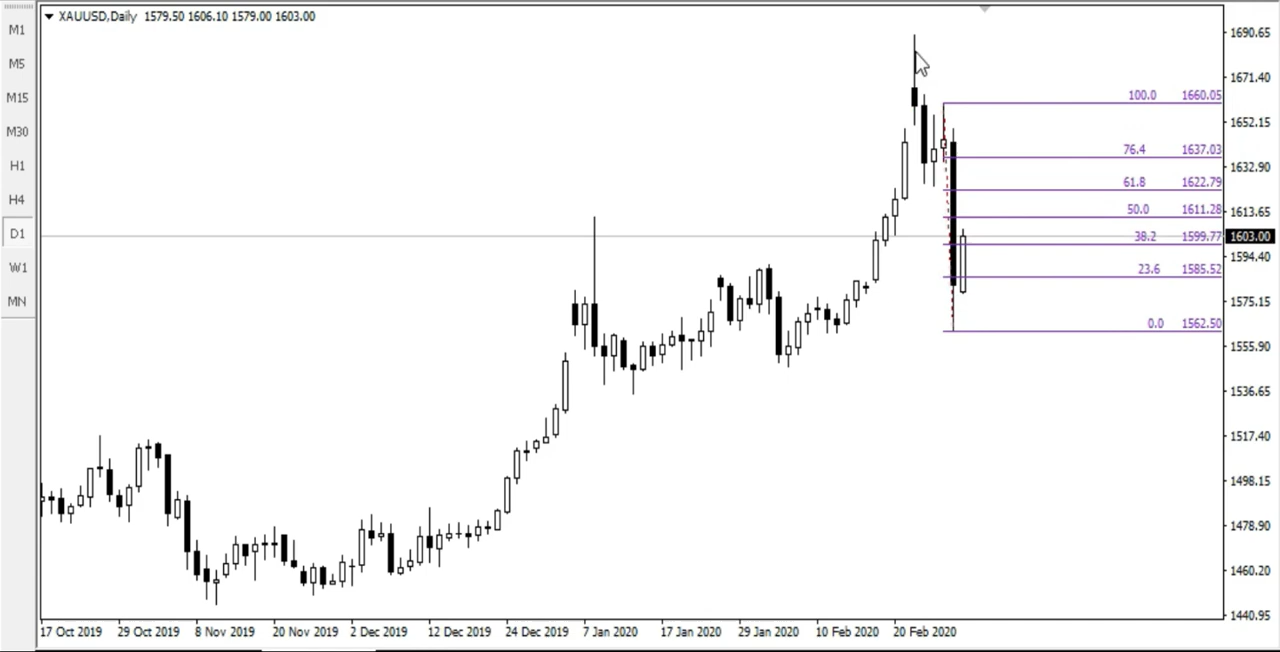 XAUUSD,Daily 1579.50 1606.10 1579.00 1603.00
M1
M5
M15
M30
H1
H4
D1
W1
MN
100.0 1660.05
76.4 1637.03
61.8 1622.79
50.0 1611.28
38.2 1599.77
23.6 1585.52
0.0 1562.50
1690.65
1671.40
1652.15
1632.90
1613.65
1603.00
1594.40
1575.15
1555.90
1536.65
1517.40
1498.15
1478.90
1460.20
1440.95
17 Oct 2019 29 Oct 2019 8 Nov 2019 20 Nov 2019 2 Dec 2019 12 Dec 2019 24 Dec 2019 7 Jan 2020 17 Jan 2020 29 Jan 2020 10 Feb 2020 20 Feb 2020